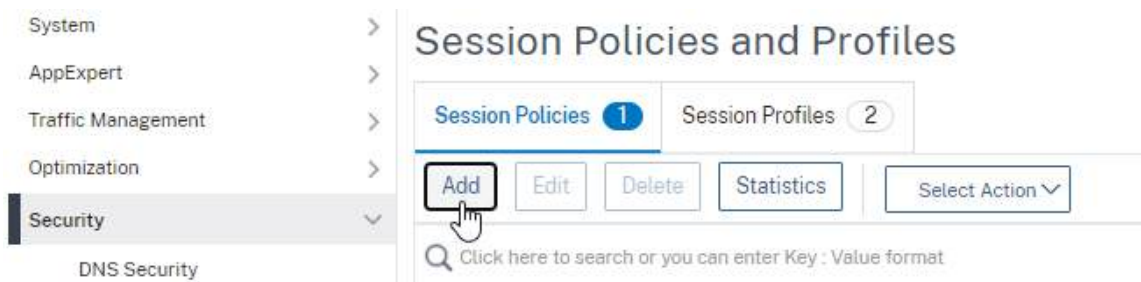 System
AppExpert
Traffic Management
Optimization
Security
DNS Security
Session Policies and Profiles
Session Policies 1 Session Profiles 2
Add Edit Delete Statistics Select Action
Click here to search or you can enter Key : Value format